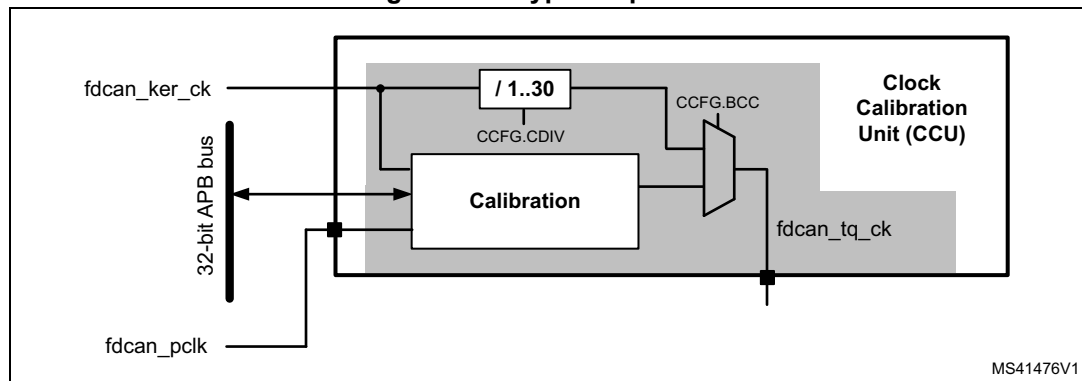 fdcan_ker_ck
/ 1..30
CCFG.CDIV
CCFG.BCC
Clock
Calibration
Unit (CCU)
32-bit APB bus
Calibration
fdcan_tq_ck
fdcan_pclk
MS41476V1